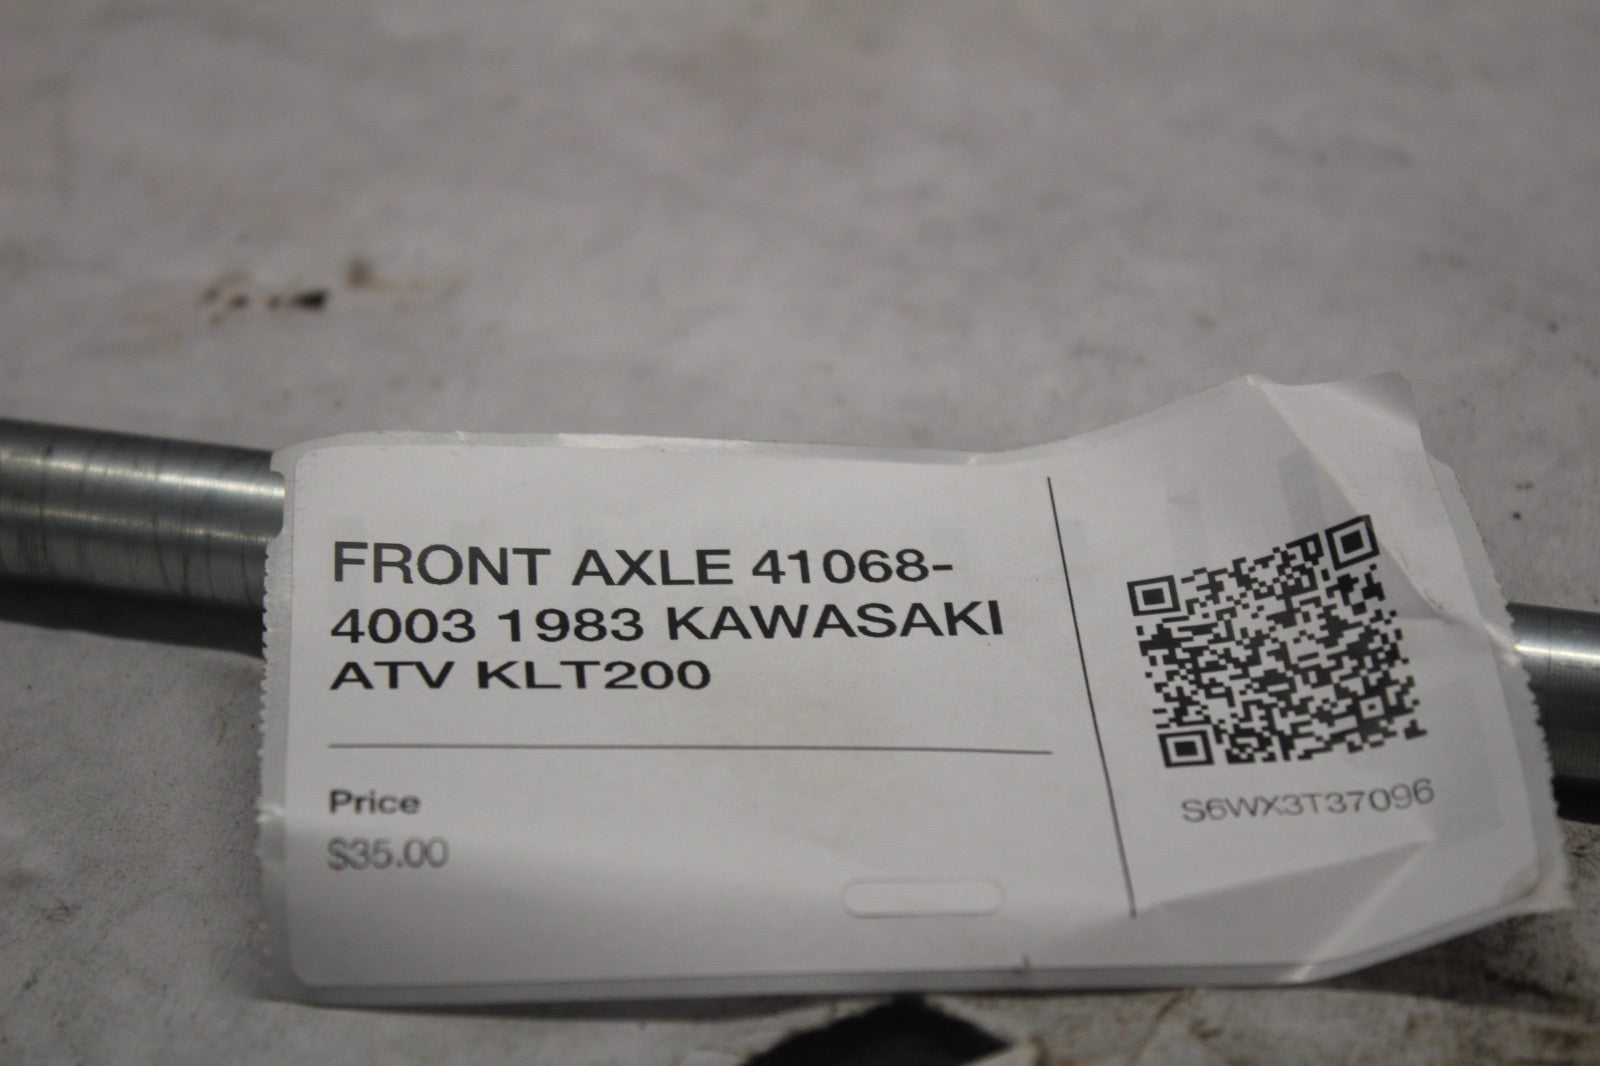 FRONT AXLE 41068-
4003 1983 KAWASAKI
ATV KLT200
Price
$35.00
S6WX3T37096